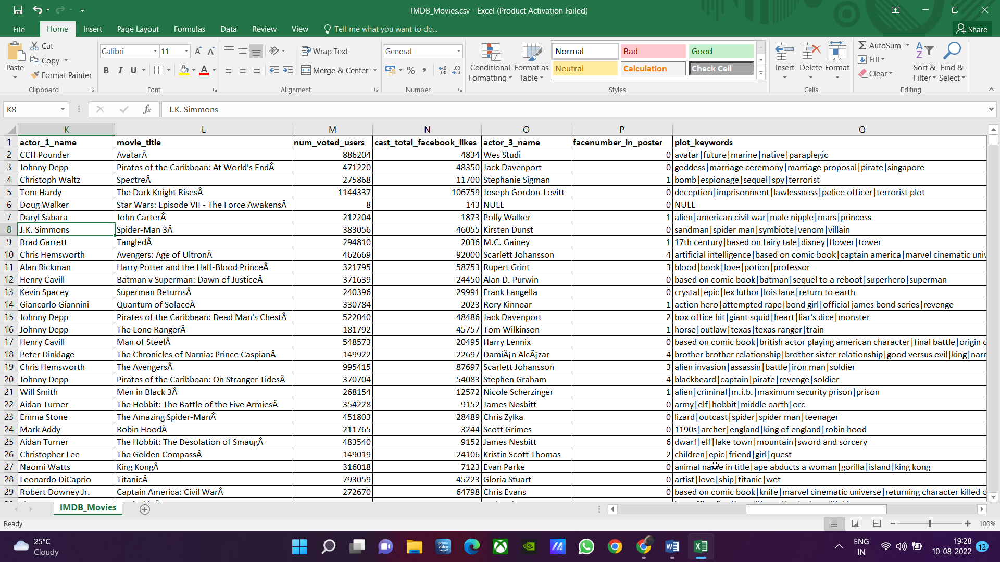 IMDB_Movies.csv - Excel (Product Activation Failed)
File Home Insert Page Layout Formulas Data Review View Tell me what you want to do... Share
Paste Cut Copy Format Painter
Calibri 11 B I U A
Wrap Text Merge & Center
General % ,
Conditional Formatting Format as Table
Normal Bad Good
Neutral Calculation Check Cell
Insert Delete Format
AutoSum Fill Clear Sort & Filter Find & Select
Clipboard Font Alignment Number Styles Cells Editing
K8 fx J.K. Simmons
K L M N O P Q
1 actor_1_name movie_title num_voted_users cast_total_facebook_likes actor_3_name facenumber_in_poster plot_keywords
2 CCH Pounder AvatarÂ 886204 4834 Wes Studi 0 avatar|future|marine|native|paraplegic
3 Johnny Depp Pirates of the Caribbean: At World's EndÂ 471220 48350 Jack Davenport 0 goddess|marriage ceremony|marriage proposal|pirate|singapore
4 Christoph Waltz SpectreÂ 275868 11700 Stephanie Sigman 1 bomb|espionage|sequel|spy|terrorist
5 Tom Hardy The Dark Knight RisesÂ 1144337 106759 Joseph Gordon-Levitt 0 deception|imprisonment|lawlessness|police officer|terrorist plot
6 Doug Walker Star Wars: Episode VII - The Force AwakensÂ 8 143 NULL 0 NULL
7 Daryl Sabara John CarterÂ 212204 1873 Polly Walker 1 alien|american civil war|male nipple|mars|princess
8 J.K. Simmons Spider-Man 3Â 383056 46055 Kirsten Dunst 0 sandman|spider man|symbiote|venom|villain
9 Brad Garrett TangledÂ 294810 2036 M.C. Gainey 1 17th century|based on fairy tale|disney|flower|tower
10 Chris Hemsworth Avengers: Age of UltronÂ 462669 92000 Scarlett Johansson 4 artificial intelligence|based on comic book|captain america|marvel cinematic univ
11 Alan Rickman Harry Potter and the Half-Blood PrinceÂ 321795 58753 Rupert Grint 3 blood|book|love|potion|professor
12 Henry Cavill Batman v Superman: Dawn of JusticeÂ 371639 24450 Alan D. Purwin 0 based on comic book|batman|sequel to a reboot|superhero|superman
13 Kevin Spacey Superman ReturnsÂ 240396 29991 Frank Langella 0 crystal|epic|lex luthor|lois lane|return to earth
14 Giancarlo Giannini Quantum of SolaceÂ 330784 2023 Rory Kinnear 1 action hero|attempted rape|bond girl|official james bond series|revenge
15 Johnny Depp Pirates of the Caribbean: Dead Man's ChestÂ 522040 48486 Jack Davenport 2 box office hit|giant squid|heart|liar's dice|monster
16 Johnny Depp The Lone RangerÂ 181792 45757 Tom Wilkinson 1 horse|outlaw|texas|texas ranger|train
17 Henry Cavill Man of SteelÂ 548573 20495 Harry Lennix 0 based on comic book|british actor playing american character|final battle|origin o
18 Peter Dinklage The Chronicles of Narnia: Prince CaspianÂ 149922 22697 DamiÃ¡n AlcÃ¡zar 4 brother brother relationship|brother sister relationship|good versus evil|king|narn
19 Chris Hemsworth The AvengersÂ 995415 87697 Scarlett Johansson 3 alien invasion|assassin|battle|iron man|soldier
20 Johnny Depp Pirates of the Caribbean: On Stranger TidesÂ 370704 54083 Stephen Graham 4 blackbeard|captain|pirate|revenge|soldier
21 Will Smith Men in Black 3Â 268154 12572 Nicole Scherzinger 1 alien|criminal|m.i.b.|maximum security prison|prison
22 Aidan Turner The Hobbit: The Battle of the Five ArmiesÂ 354228 9152 James Nesbitt 0 army|elf|hobbit|middle earth|orc
23 Emma Stone The Amazing Spider-ManÂ 451803 28489 Chris Zylka 0 lizard|outcast|spider|spider man|teenager
24 Mark Addy Robin HoodÂ 211765 3244 Scott Grimes 0 1190s|archer|england|king of england|robin hood
25 Aidan Turner The Hobbit: The Desolation of SmaugÂ 483540 9152 James Nesbitt 6 dwarf|elf|lake town|mountain|sword and sorcery
26 Christopher Lee The Golden CompassÂ 149019 24106 Kristin Scott Thomas 2 children|epic|friend|girl|quest
27 Naomi Watts King KongÂ 316018 7123 Evan Parke 0 animal name in title|ape abducts a woman|gorilla|island|king kong
28 Leonardo DiCaprio TitanicÂ 793059 45223 Gloria Stuart 0 artist|love|ship|titanic|wet
29 Robert Downey Jr. Captain America: Civil WarÂ 272670 64798 Chris Evans 0 based on comic book|knife|marvel cinematic universe|returning character killed o
IMDB_Movies
Ready 100%
25°C
Cloudy
prime video
ENG
IN
19:28
10-08-2022
12